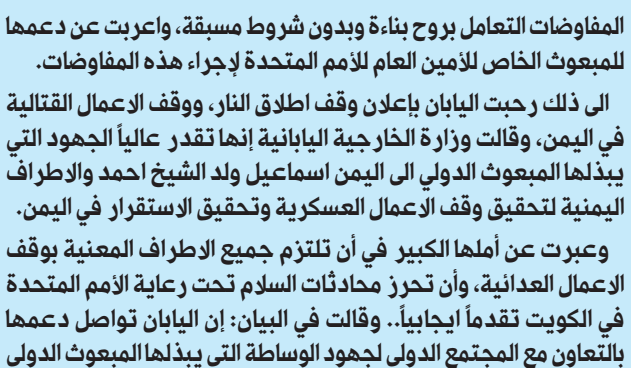 المفاوضات التعامل بروح بناءة وبدون شروط مسبقة، واعربت عن دعمها
للمبعوث الخاص للأمين العام للأمم المتحدة لإجراء هذه المفاوضات.
الى ذلك رحبت اليابان بإعلان وقف اطلاق النار، ووقف الاعمال القتالية
في اليمن، وقالت وزارة الخارجية اليابانية إنها تقدر عالياً الجهود التي
يبذلها المبعوث الدولي الى اليمن اسماعيل ولد الشيخ احمد والاطراف
اليمنية لتحقيق وقف الاعمال العسكرية وتحقيق الاستقرار في اليمن.
وعبرت عن أملها الكبير في أن تلتزم جميع الاطراف المعنية بوقف
الاعمال العدائية، وأن تحرز محادثات السلام تحت رعاية الأمم المتحدة
في الكويت تقدماً ايجابياً.. وقالت في البيان: إن اليابان تواصل دعمها
بالتعاون مع المجتمع الدولي لجهود الوساطة التي يبذلها المبعوث الدولي